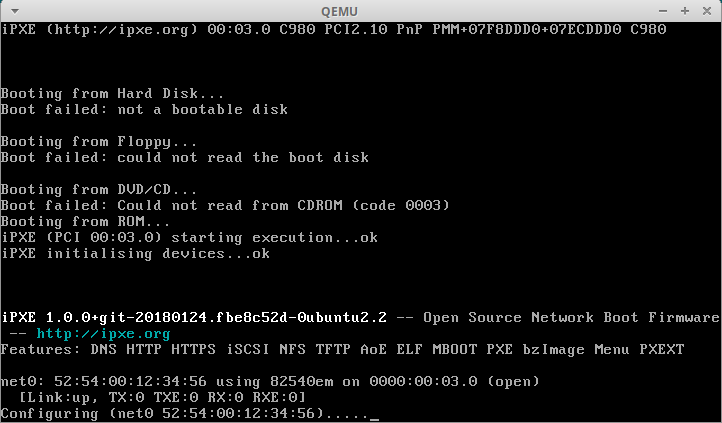 QEMU
iPXE (http://ipxe.org) 00:03.0 C980 PCI2.10 PnP PMM+07F8DDD0+07ECDDD0 C980
Booting from Hard Disk...
Boot failed: not a bootable disk
Booting from Floppy...
Boot failed: could not read the boot disk
Booting from DVD/CD...
Boot failed: Could not read from CDROM (code 0003)
Booting from ROM...
iPXE (PCI 00:03.0) starting execution...ok
iPXE initialising devices...ok
iPXE 1.0.0+git-20180124.fbe8c52d-0ubuntu2.2 -- Open Source Network Boot Firmware
-- http://ipxe.org
Features: DNS HTTP HTTPS iSCSI NFS TFTP AoE ELF MBOOT PXE bzImage Menu PXEXT
net0: 52:54:00:12:34:56 using 82540em on 0000:00:03.0 (open)
[Link:up, TX:0 TXE:0 RX:0 RXE:0]
Configuring (net0 52:54:00:12:34:56)....._